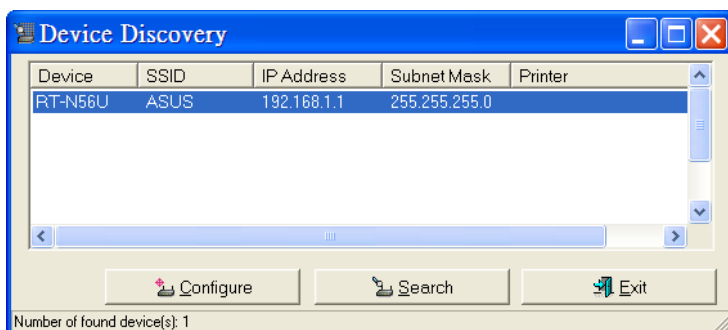 Device Discovery
Device SSID IP Address Subnet Mask Printer
RT-N56U ASUS 192.168.1.1 255.255.255.0
Configure Search Exit
Number of found device(s): 1